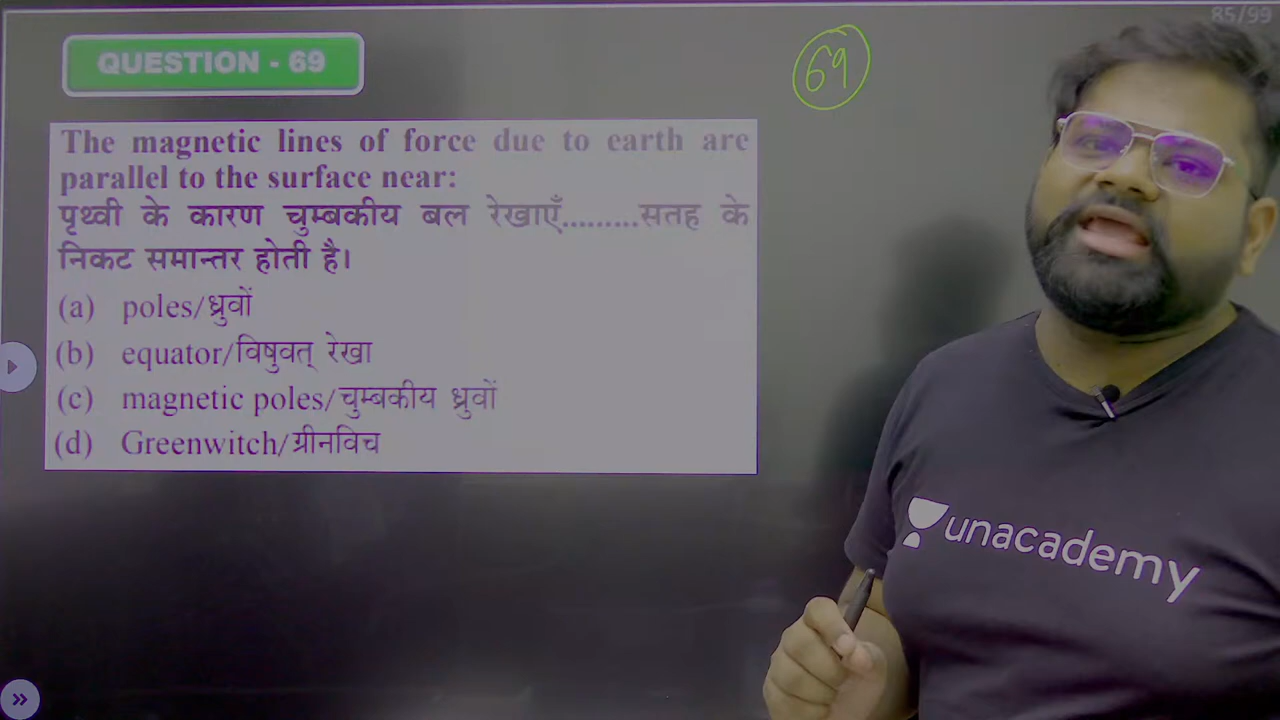 85/99
QUESTION - 69
69
The magnetic lines of force due to earth are
parallel to the surface near:
पृथ्वी के कारण चुम्बकीय बल रेखाएँ.........सतह के
निकट समान्तर होती है।
(a) poles/ध्रुवों
(b) equator/विषुवत् रेखा
(c) magnetic poles/चुम्बकीय ध्रुवों
(d) Greenwitch/ग्रीनविच
unacademy